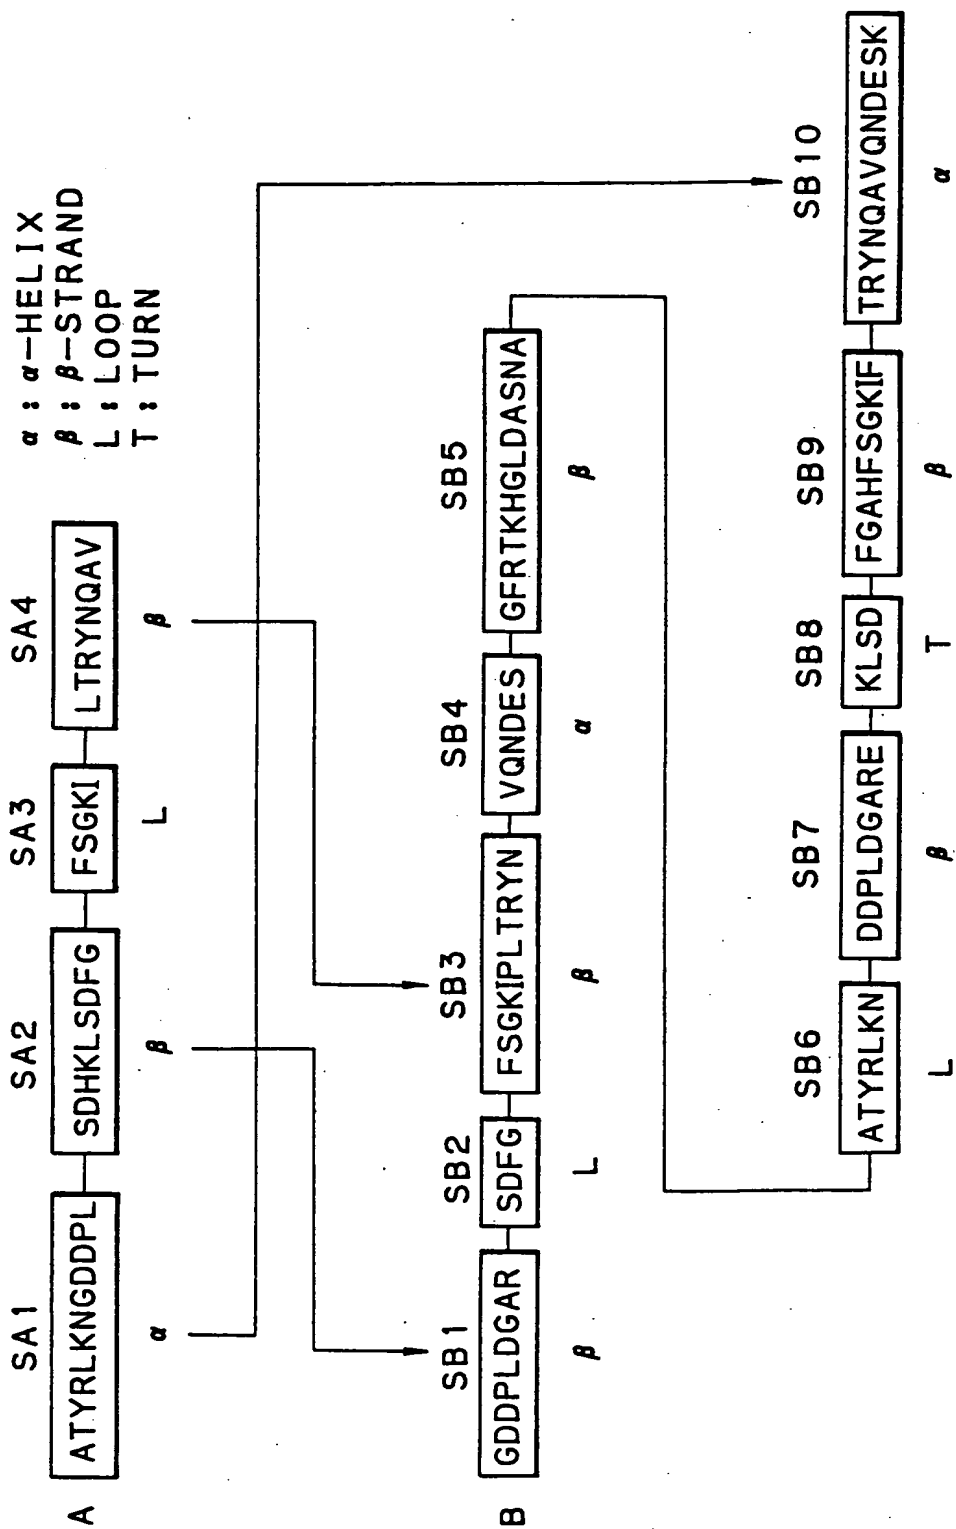 α : α-HELIX
β : β-STRAND
L : LOOP
T : TURN
SA1 SA2 SA3 SA4
A ATYRLKNGDDPL SDHKLSDFG FSGKI LTRYNQAV
α β L β
SB1 SB2 SB3 SB4 SB5
B GDDPLDGAR SDFG FSGKIPLTRYN VQNDES GFRTKHGLDASNA
β L β α β
SB6 SB7 SB8 SB9 SB10
ATYRLKN DDPLDGARE KLSD FGAHFSGKIF TRYNQAVQNDESK
L β T β α